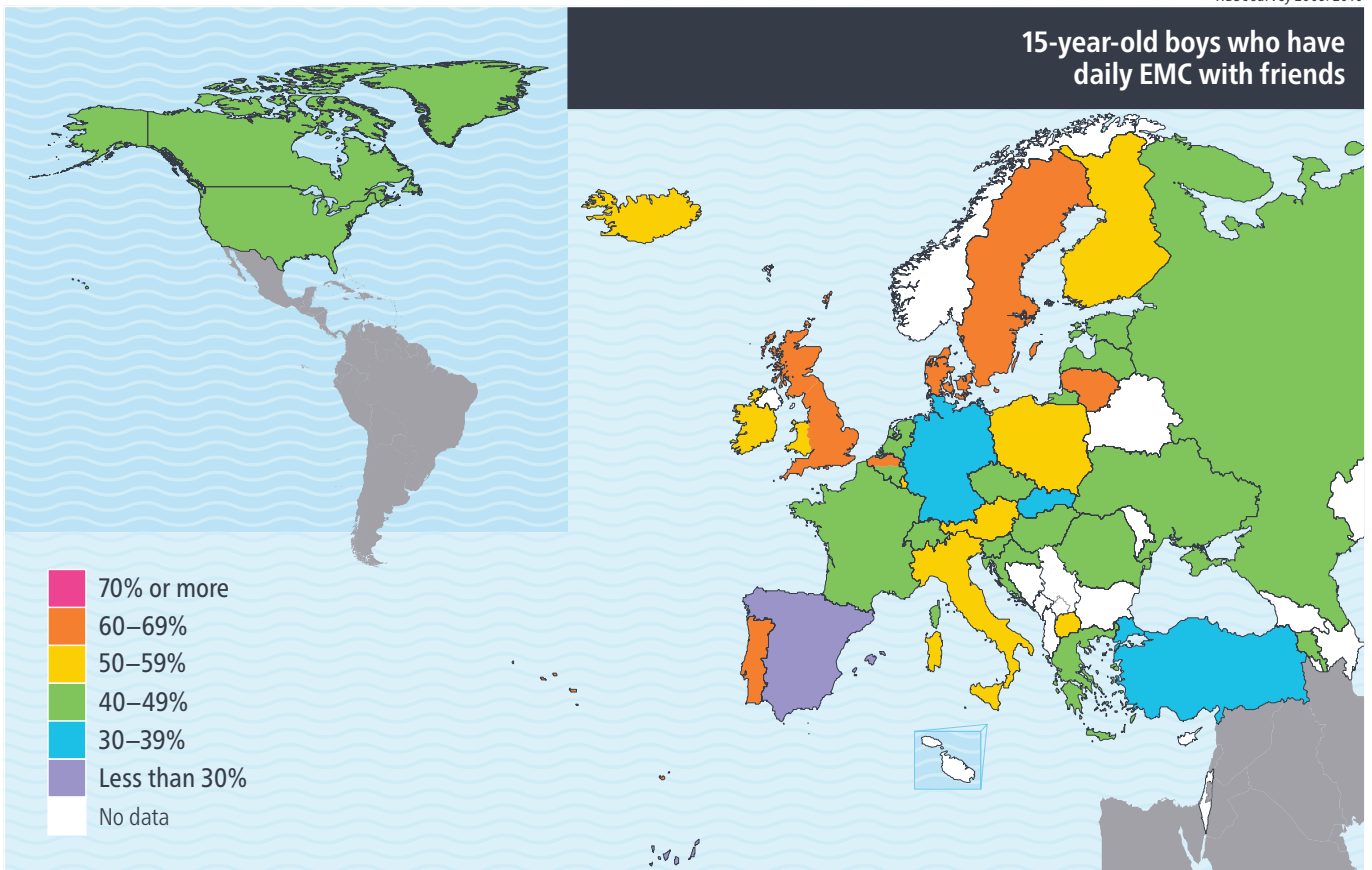 15-year-old boys who have
daily EMC with friends
70% or more
60–69%
50–59%
40–49%
30–39%
Less than 30%
No data